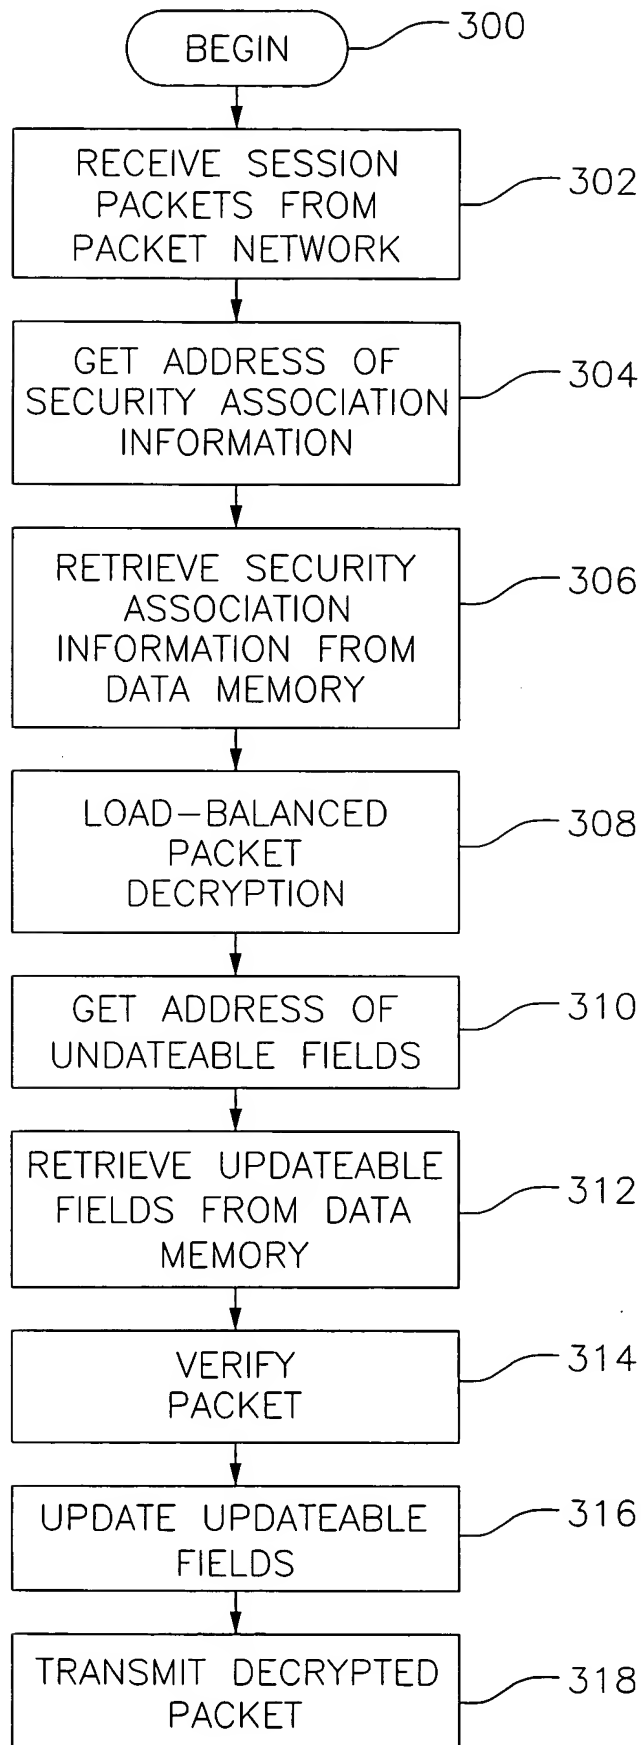 BEGIN
300
RECEIVE SESSION
PACKETS FROM
PACKET NETWORK
302
GET ADDRESS OF
SECURITY ASSOCIATION
INFORMATION
304
RETRIEVE SECURITY
ASSOCIATION
INFORMATION FROM
DATA MEMORY
306
LOAD-BALANCED
PACKET
DECRYPTION
308
GET ADDRESS OF
UNDATEABLE FIELDS
310
RETRIEVE UPDATEABLE
FIELDS FROM DATA
MEMORY
312
VERIFY
PACKET
314
UPDATE UPDATEABLE
FIELDS
316
TRANSMIT DECRYPTED
PACKET
318